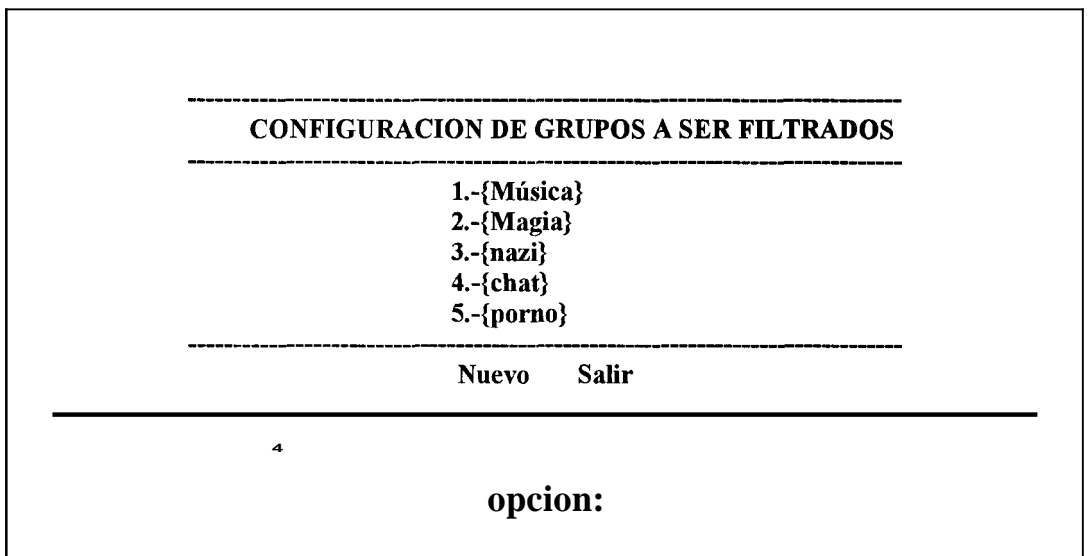 CONFIGURACION DE GRUPOS A SER FILTRADOS
1.-{Música}
2.-{Magia}
3.-{nazi}
4.-{chat}
5.-{porno}
Nuevo Salir
4
opcion: